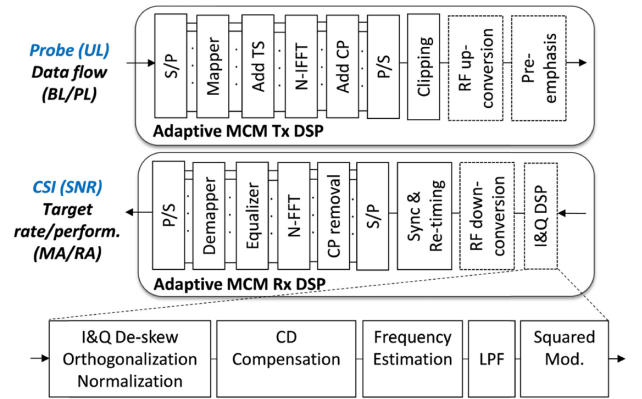 Probe (UL)
Data flow
(BL/PL)
S/P
Mapper
Add TS
N-IFFT
Add CP
P/S
Clipping
RF up-
conversion
Pre-
emphasis
Adaptive MCM Tx DSP
CSI (SNR)
Target
rate/perform.
(MA/RA)
P/S
Demapper
Equalizer
N-FFT
CP removal
S/P
Sync &
Re-timing
RF down-
conversion
I&Q DSP
Adaptive MCM Rx DSP
I&Q De-skew
Orthogonalization
Normalization
CD
Compensation
Frequency
Estimation
LPF
Squared
Mod.